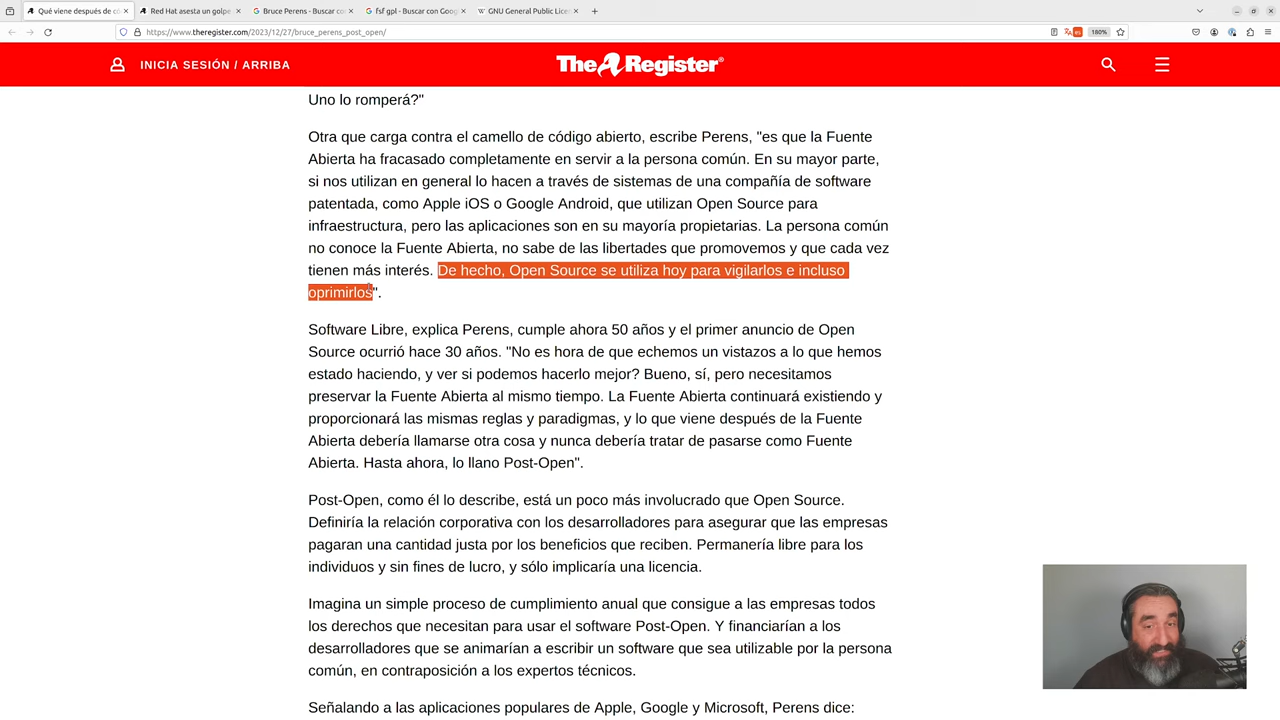 Qué viene después de có
Red Hat asesta un golpe
Bruce Perens - Buscar con
fsf gpl - Buscar con Goog
GNU General Public Licen
https://www.theregister.com/2023/12/27/bruce_perens_post_open/
180%
INICIA SESIÓN / ARRIBA
The Register
Uno lo romperá?"
Otra que carga contra el camello de código abierto, escribe Perens, "es que la Fuente
Abierta ha fracasado completamente en servir a la persona común. En su mayor parte,
si nos utilizan en general lo hacen a través de sistemas de una compañía de software
patentada, como Apple iOS o Google Android, que utilizan Open Source para
infraestructura, pero las aplicaciones son en su mayoría propietarias. La persona común
no conoce la Fuente Abierta, no sabe de las libertades que promovemos y que cada vez
tienen más interés. De hecho, Open Source se utiliza hoy para vigilarlos e incluso
oprimirlos".
Software Libre, explica Perens, cumple ahora 50 años y el primer anuncio de Open
Source ocurrió hace 30 años. "No es hora de que echemos un vistazos a lo que hemos
estado haciendo, y ver si podemos hacerlo mejor? Bueno, sí, pero necesitamos
preservar la Fuente Abierta al mismo tiempo. La Fuente Abierta continuará existiendo y
proporcionará las mismas reglas y paradigmas, y lo que viene después de la Fuente
Abierta debería llamarse otra cosa y nunca debería tratar de pasarse como Fuente
Abierta. Hasta ahora, lo llano Post-Open".
Post-Open, como él lo describe, está un poco más involucrado que Open Source.
Definiría la relación corporativa con los desarrolladores para asegurar que las empresas
pagaran una cantidad justa por los beneficios que reciben. Permanería libre para los
individuos y sin fines de lucro, y sólo implicaría una licencia.
Imagina un simple proceso de cumplimiento anual que consigue a las empresas todos
los derechos que necesitan para usar el software Post-Open. Y financiarían a los
desarrolladores que se animarían a escribir un software que sea utilizable por la persona
común, en contraposición a los expertos técnicos.
Señalando a las aplicaciones populares de Apple, Google y Microsoft, Perens dice: